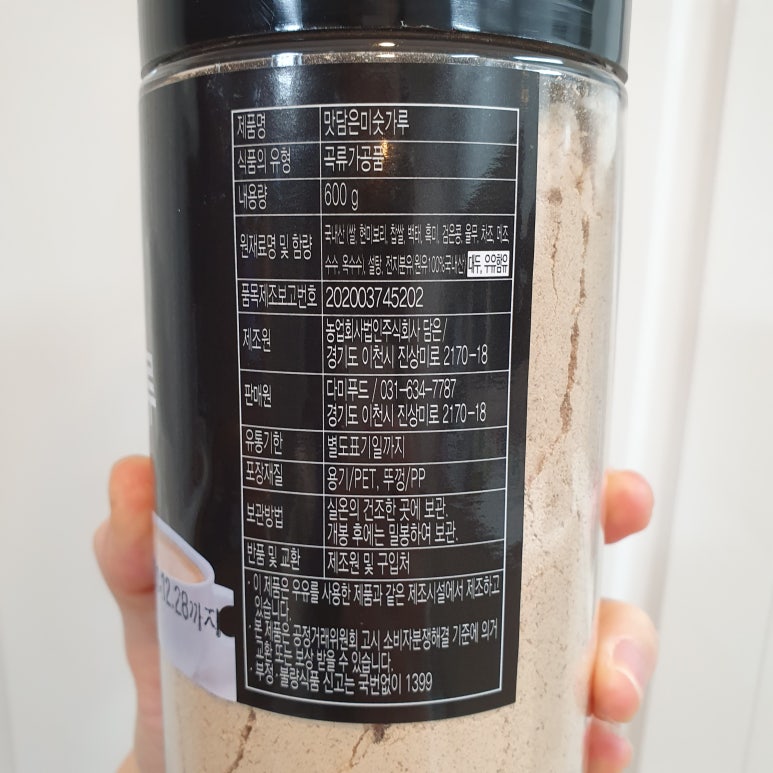 제품명 맛담은미숫가루
식품의 유형 곡류가공품
내용량 600 g
원재료명 및 함량 국내산(쌀, 현미,보리, 찹쌀, 백태, 흑미, 검은콩, 율무, 차조, 메조,
수수, 옥수수), 설탕, 전지분유(원유100%국내산) 대두, 우유함유
품목제조보고번호 202003745202
제조원 농업회사법인주식회사 담은/
경기도 이천시 진상미로 2170-18
판매원 다미푸드 / 031-634-7787
경기도 이천시 진상미로 2170-18
유통기한 별도표기일까지
포장재질 용기/PET, 뚜껑/PP
보관방법 실온의 건조한 곳에 보관.
개봉 후에는 밀봉하여 보관.
반품 및 교환 제조원 및 구입처
· 이 제품은 우유를 사용한 제품과 같은 제조시설에서 제조하고
있습니다.
· 본 제품은 공정거래위원회 고시 소비자분쟁해결 기준에 의거
교환 또는 보상 받을 수 있습니다.
· 부정·불량식품 신고는 국번없이 1399
12.28까지